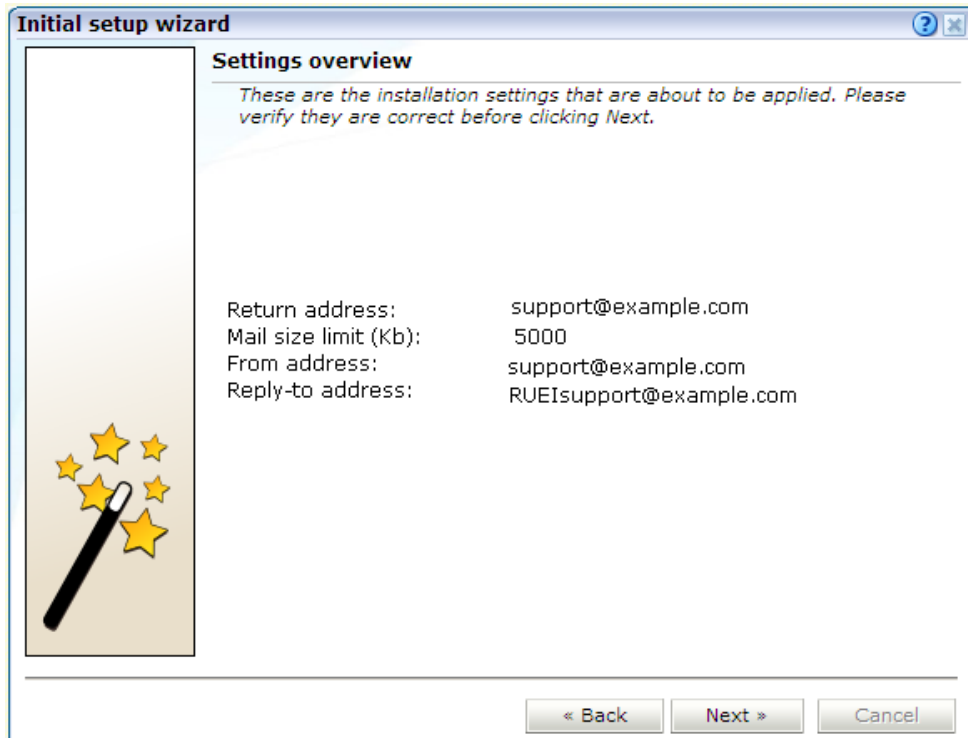 Initial setup wizard
Settings overview
These are the installation settings that are about to be applied. Please
verify they are correct before clicking Next.
Return address: support@example.com
Mail size limit (Kb): 5000
From address: support@example.com
Reply-to address: RUEIsupport@example.com
« Back Next » Cancel